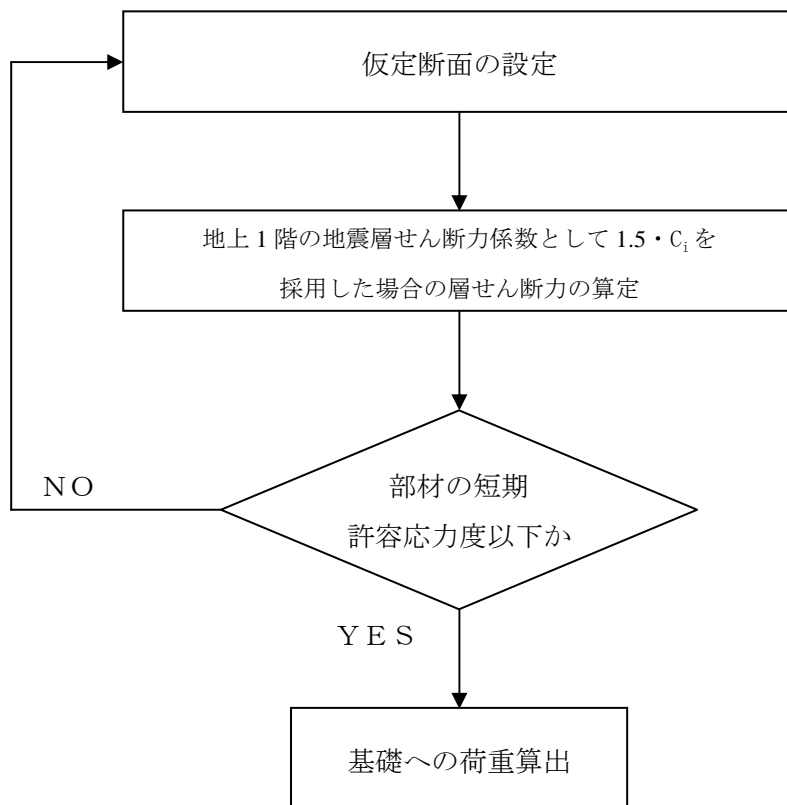 仮定断面の設定
地上1階の地震層せん断力係数として1.5・Ciを
採用した場合の層せん断力の算定
部材の短期
許容応力度以下か
ＮＯ
ＹＥＳ
基礎への荷重算出